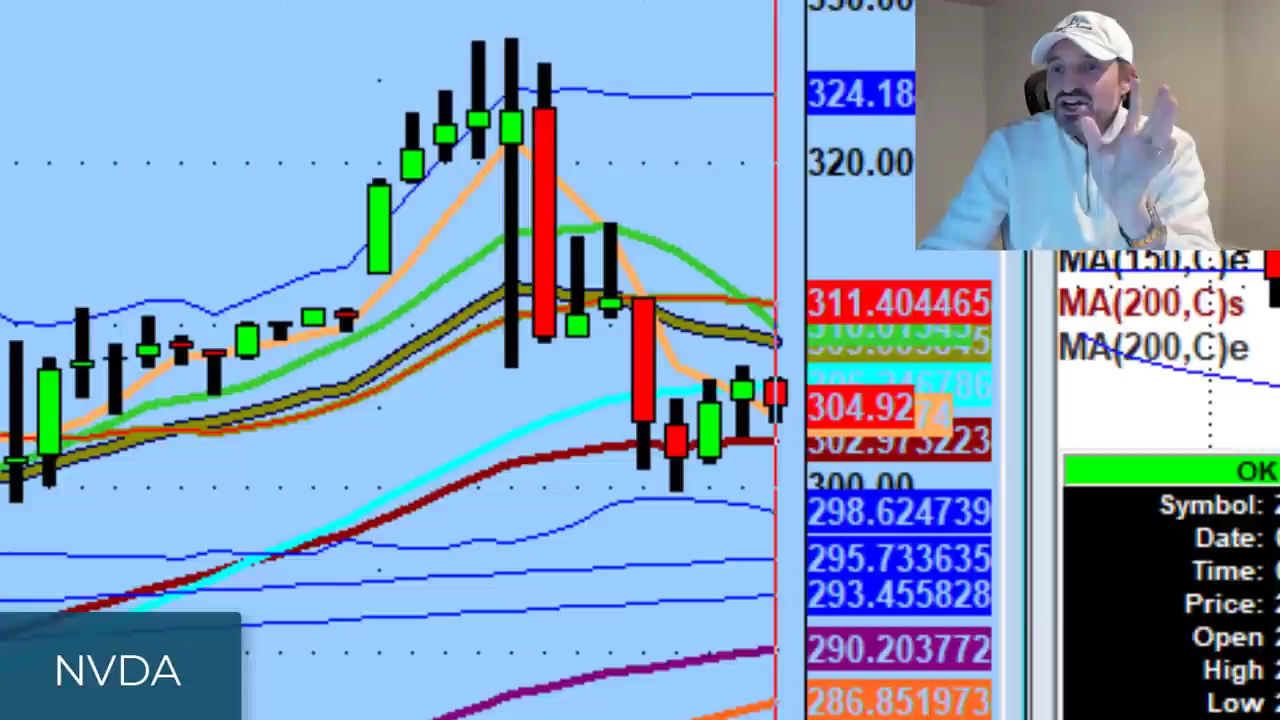 324.18
320.00
311.404465
304.92
302.973223
300.00
298.624739
295.733635
293.455828
290.203772
286.851973
MA(150,C)e
MA(200,C)s
MA(200,C)e
OK
Symbol:
Date:
Time:
Price:
Open
High
Low
NVDA